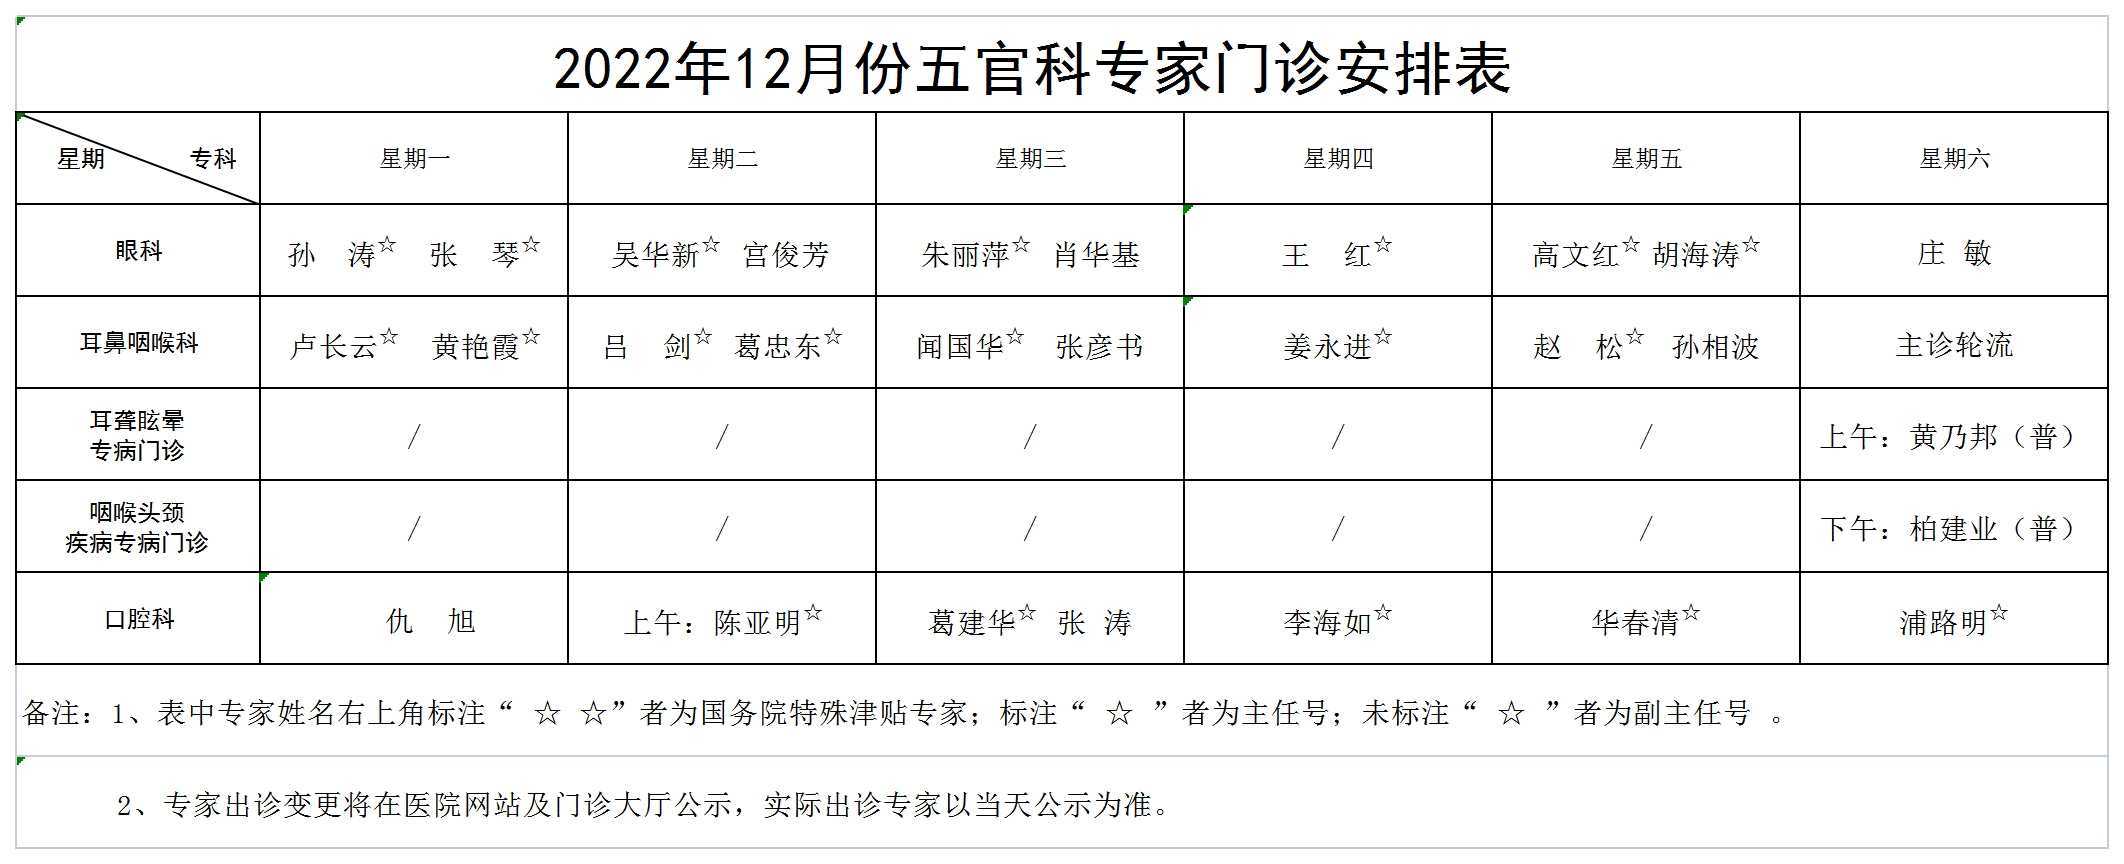 2022年12月份五官科专家门诊安排表
星期 专科 星期一 星期二 星期三 星期四 星期五 星期六
眼科 孙 涛☆ 张 琴☆ 吴华新☆ 宫俊芳 朱丽萍☆ 肖华基 王 红☆ 高文红☆ 胡海涛☆ 庄 敏
耳鼻咽喉科 卢长云☆ 黄艳霞☆ 吕 剑☆ 葛忠东☆ 闻国华☆ 张彦书 姜永进☆ 赵 松☆ 孙相波 主诊轮流
耳聋眩晕
专病门诊 / / / / / 上午：黄乃邦（普）
咽喉头颈
疾病专病门诊 / / / / / 下午：柏建业（普）
口腔科 仇 旭 上午：陈亚明☆ 葛建华☆ 张 涛 李海如☆ 华春清☆ 浦路明☆
备注：1、表中专家姓名右上角标注“ ☆ ☆”者为国务院特殊津贴专家；标注“ ☆ ”者为主任号；未标注“ ☆ ”者为副主任号 。
2、专家出诊变更将在医院网站及门诊大厅公示，实际出诊专家以当天公示为准。